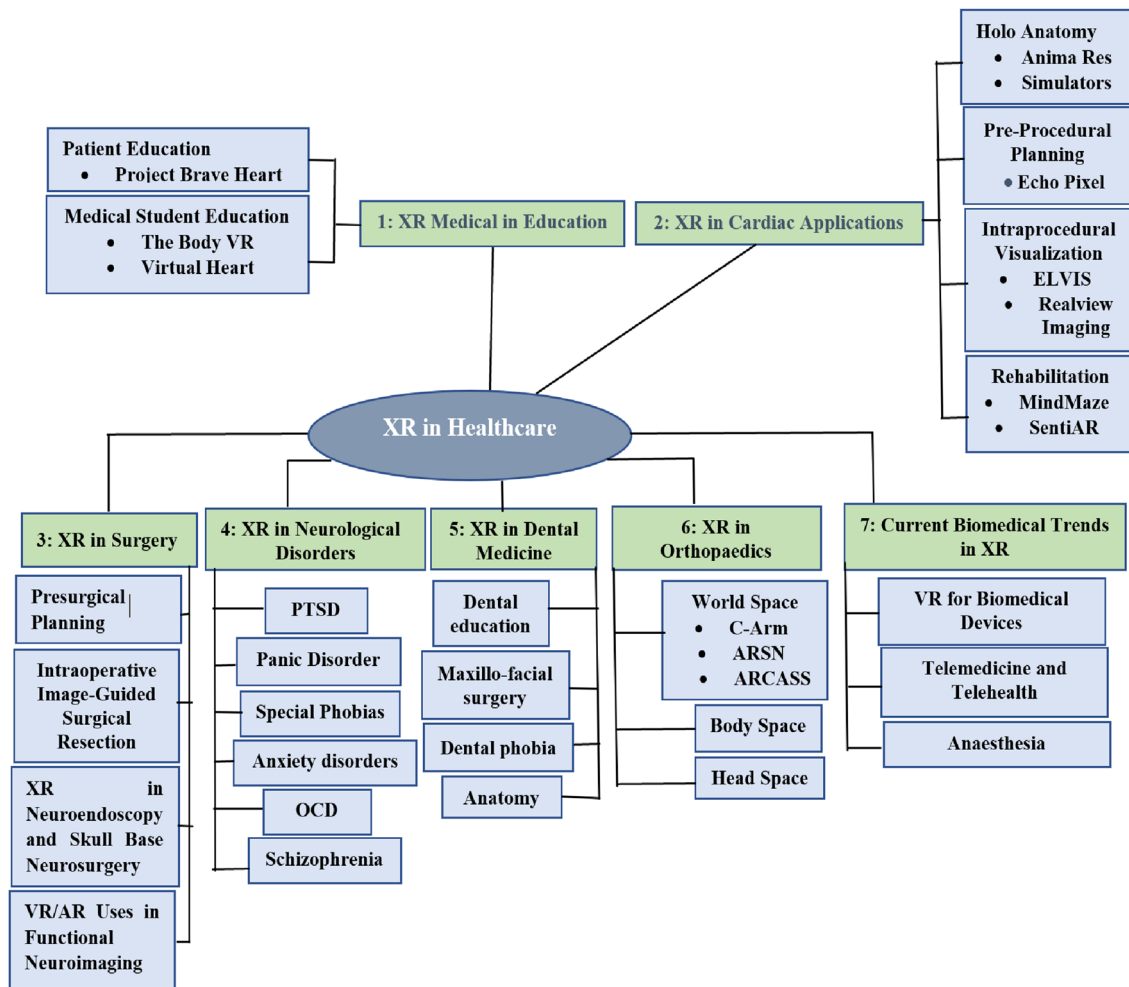 Holo Anatomy
• Anima Res
• Simulators
Patient Education
• Project Brave Heart
Pre-Procedural
Planning
• Echo Pixel
Medical Student Education
• The Body VR
• Virtual Heart
1: XR Medical in Education
2: XR in Cardiac Applications
Intraprocedural
Visualization
• ELVIS
• Realview
Imaging
Rehabilitation
• MindMaze
• SentiAR
XR in Healthcare
3: XR in Surgery
Presurgical
Planning
Intraoperative
Image-Guided
Surgical
Resection
XR in
Neuroendoscopy
and Skull Base
Neurosurgery
VR/AR Uses in
Functional
Neuroimaging
4: XR in Neurological
Disorders
PTSD
Panic Disorder
Special Phobias
Anxiety disorders
OCD
Schizophrenia
5: XR in Dental
Medicine
Dental
education
Maxillo-facial
surgery
Dental phobia
Anatomy
6: XR in
Orthopaedics
World Space
• C-Arm
• ARSN
• ARCASS
Body Space
Head Space
7: Current Biomedical Trends
in XR
VR for Biomedical
Devices
Telemedicine and
Telehealth
Anaesthesia